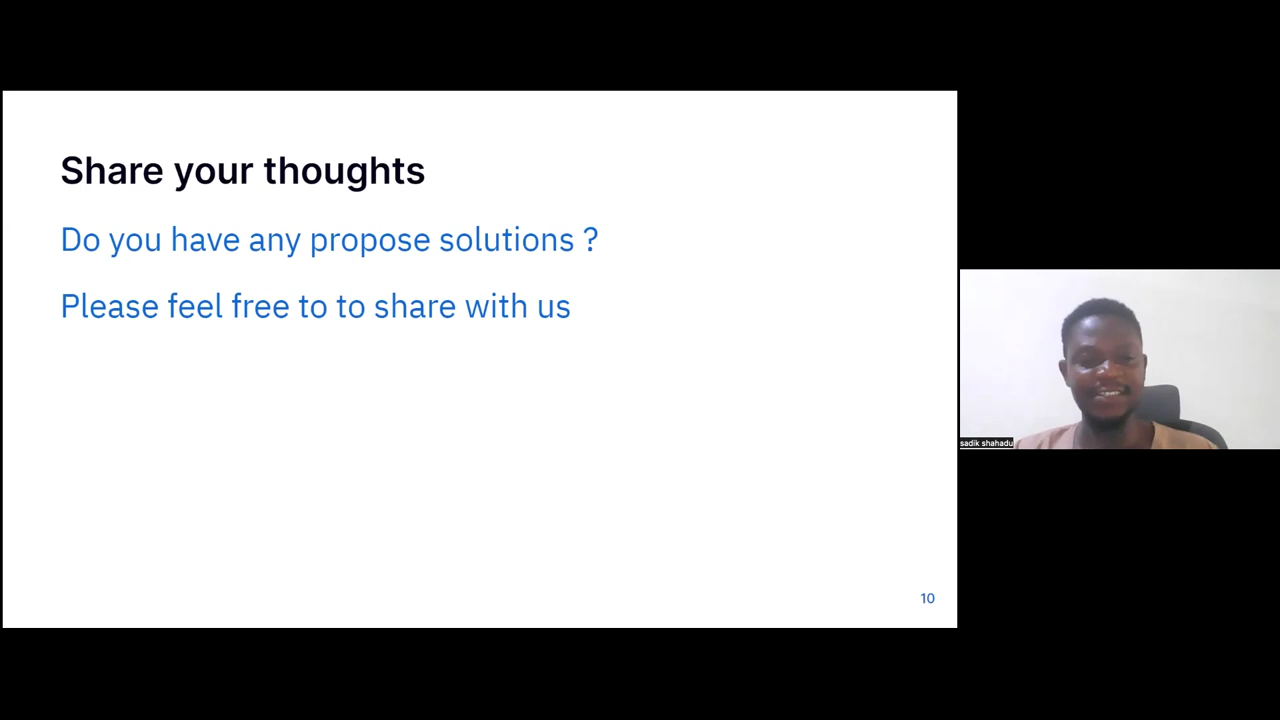 Share your thoughts
Do you have any propose solutions ?
Please feel free to to share with us
10
sadik shahadu